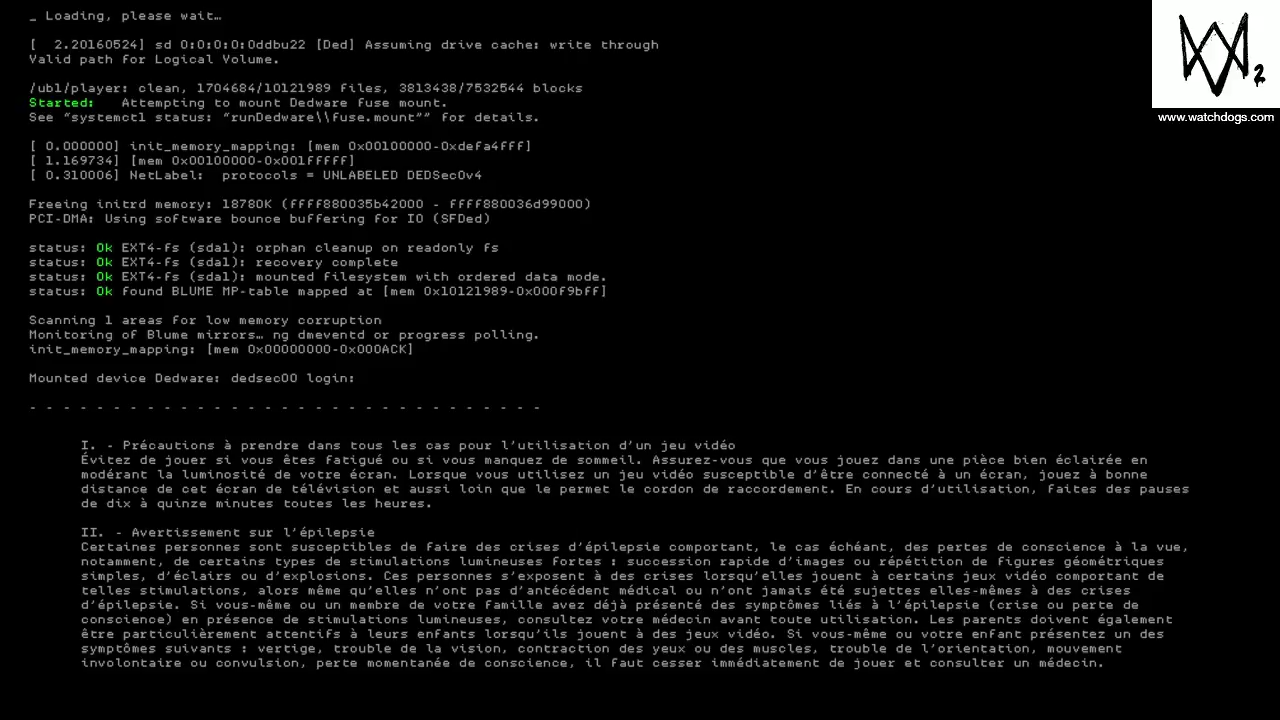 _ Loading, please wait…
[  2.20160524] sd 0:0:0:0:0ddbu22 [Ded] Assuming drive cache: write through
Valid path for Logical Volume.
/ubl/player: clean, 1704684/10121989 files, 3813438/7532544 blocks
Started:   Attempting to mount Dedware fuse mount.
See “systemctl status: “runDedware\\fuse.mount”” for details.
[ 0.000000] init_memory_mapping: [mem 0x00100000-0xdefa4fff]
[ 1.169734] [mem 0x00100000-0x001fffff]
[ 0.310006] NetLabel:  protocols = UNLABELED DEDSec0v4
Freeing initrd memory: 18780K (ffff880035b42000 - ffff880036d99000)
PCI-DMA: Using software bounce buffering for IO (SFDed)
status: Ok EXT4-fs (sda1): orphan cleanup on readonly fs
status: Ok EXT4-fs (sda1): recovery complete
status: Ok EXT4-fs (sda1): mounted filesystem with ordered data mode.
status: Ok found BLUME MP-table mapped at [mem 0x10121989-0x000f9bff]
Scanning 1 areas for low memory corruption
Monitoring of Blume mirrors… ng dmeventd or progress polling.
init_memory_mapping: [mem 0x00000000-0x000ACK]
Mounted device Dedware: dedsec00 login:
- - - - - - - - - - - - - - - - - - - - - - - - - - - - - - -
I. - Précautions à prendre dans tous les cas pour l’utilisation d’un jeu vidéo
Évitez de jouer si vous êtes fatigué ou si vous manquez de sommeil. Assurez-vous que vous jouez dans une pièce bien éclairée en
modérant la luminosité de votre écran. Lorsque vous utilisez un jeu vidéo susceptible d’être connecté à un écran, jouez à bonne
distance de cet écran de télévision et aussi loin que le permet le cordon de raccordement. En cours d’utilisation, faites des pauses
de dix à quinze minutes toutes les heures.
II. - Avertissement sur l’épilepsie
Certaines personnes sont susceptibles de faire des crises d’épilepsie comportant, le cas échéant, des pertes de conscience à la vue,
notamment, de certains types de stimulations lumineuses fortes : succession rapide d’images ou répétition de figures géométriques
simples, d’éclairs ou d’explosions. Ces personnes s’exposent à des crises lorsqu’elles jouent à certains jeux vidéo comportant de
telles stimulations, alors même qu’elles n’ont pas d’antécédent médical ou n’ont jamais été sujettes elles-mêmes à des crises
d’épilepsie. Si vous-même ou un membre de votre famille avez déjà présenté des symptômes liés à l’épilepsie (crise ou perte de
conscience) en présence de stimulations lumineuses, consultez votre médecin avant toute utilisation. Les parents doivent également
être particulièrement attentifs à leurs enfants lorsqu’ils jouent à des jeux vidéo. Si vous-même ou votre enfant présentez un des
symptômes suivants : vertige, trouble de la vision, contraction des yeux ou des muscles, trouble de l’orientation, mouvement
involontaire ou convulsion, perte momentanée de conscience, il faut cesser immédiatement de jouer et consulter un médecin.
2
www.watchdogs.com